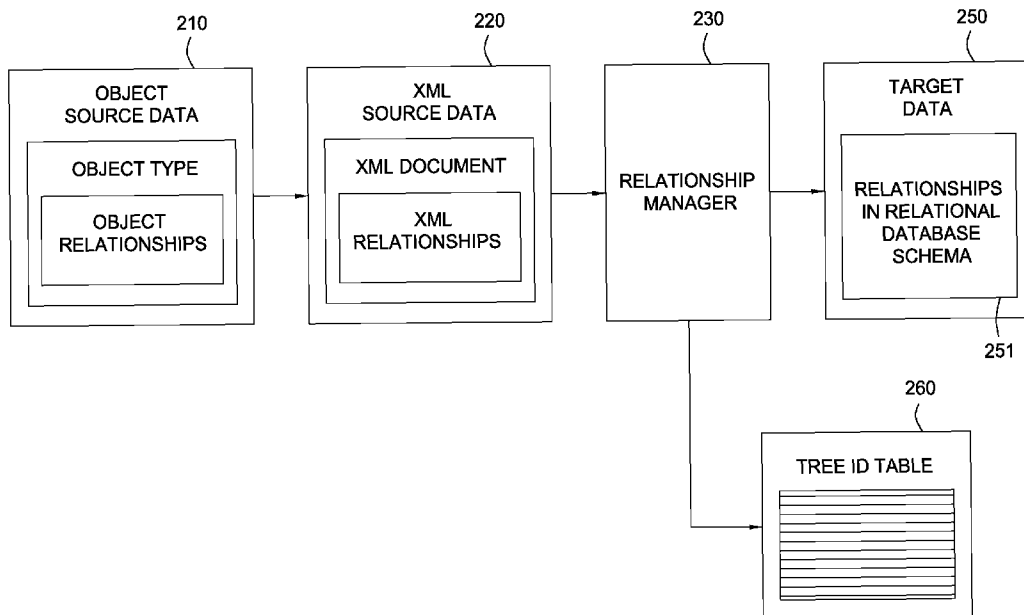 210
220
230
250
OBJECT
SOURCE DATA
OBJECT TYPE
OBJECT
RELATIONSHIPS
XML
SOURCE DATA
XML DOCUMENT
XML
RELATIONSHIPS
RELATIONSHIP
MANAGER
TARGET
DATA
RELATIONSHIPS
IN RELATIONAL
DATABASE
SCHEMA
251
260
TREE ID TABLE